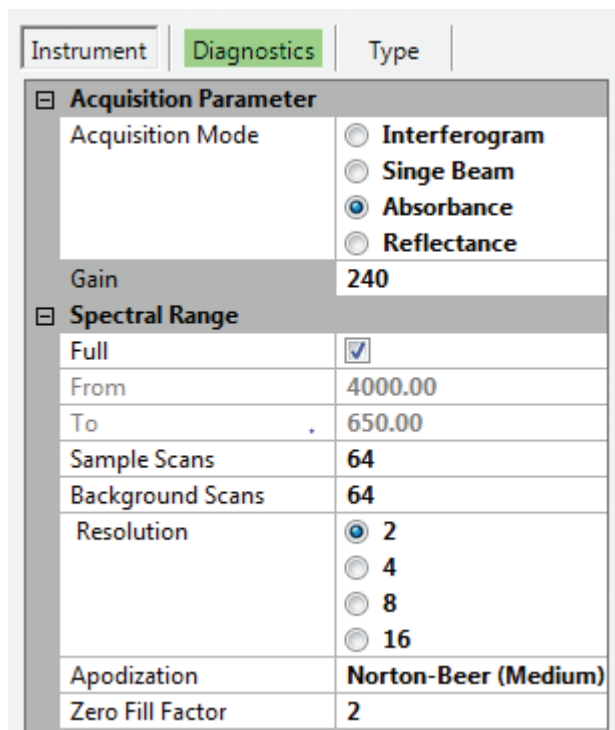 Instrument Diagnostics Type
Acquisition Parameter
Acquisition Mode Interferogram
Singe Beam
Absorbance
Reflectance
Gain 240
Spectral Range
Full
From 4000.00
To 650.00
Sample Scans 64
Background Scans 64
Resolution 2
4
8
16
Apodization Norton-Beer (Medium)
Zero Fill Factor 2